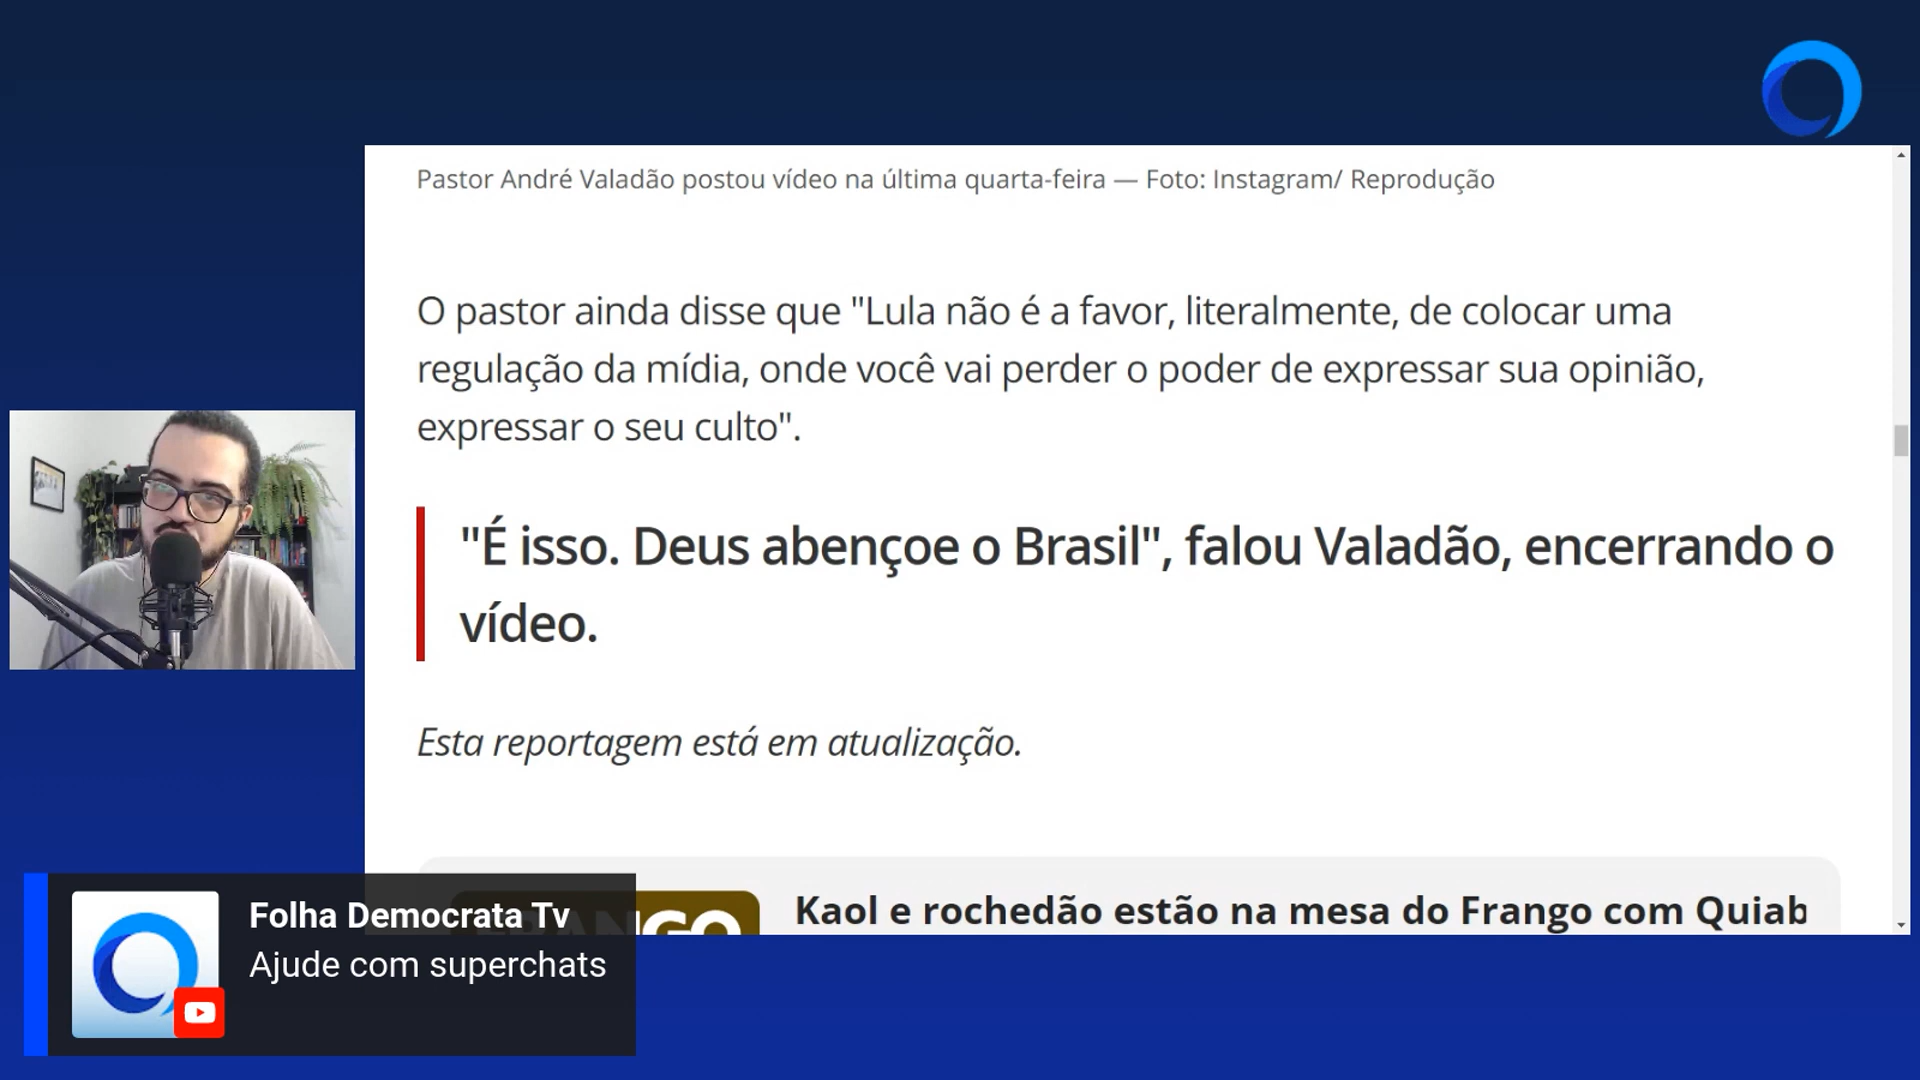 Pastor André Valadão postou vídeo na última quarta-feira — Foto: Instagram/ Reprodução
O pastor ainda disse que "Lula não é a favor, literalmente, de colocar uma
regulação da mídia, onde você vai perder o poder de expressar sua opinião,
expressar o seu culto".
"É isso. Deus abençoe o Brasil", falou Valadão, encerrando o
vídeo.
Esta reportagem está em atualização.
Kaol e rochedão estão na mesa do Frango com Quiab
Folha Democrata Tv
Ajude com superchats